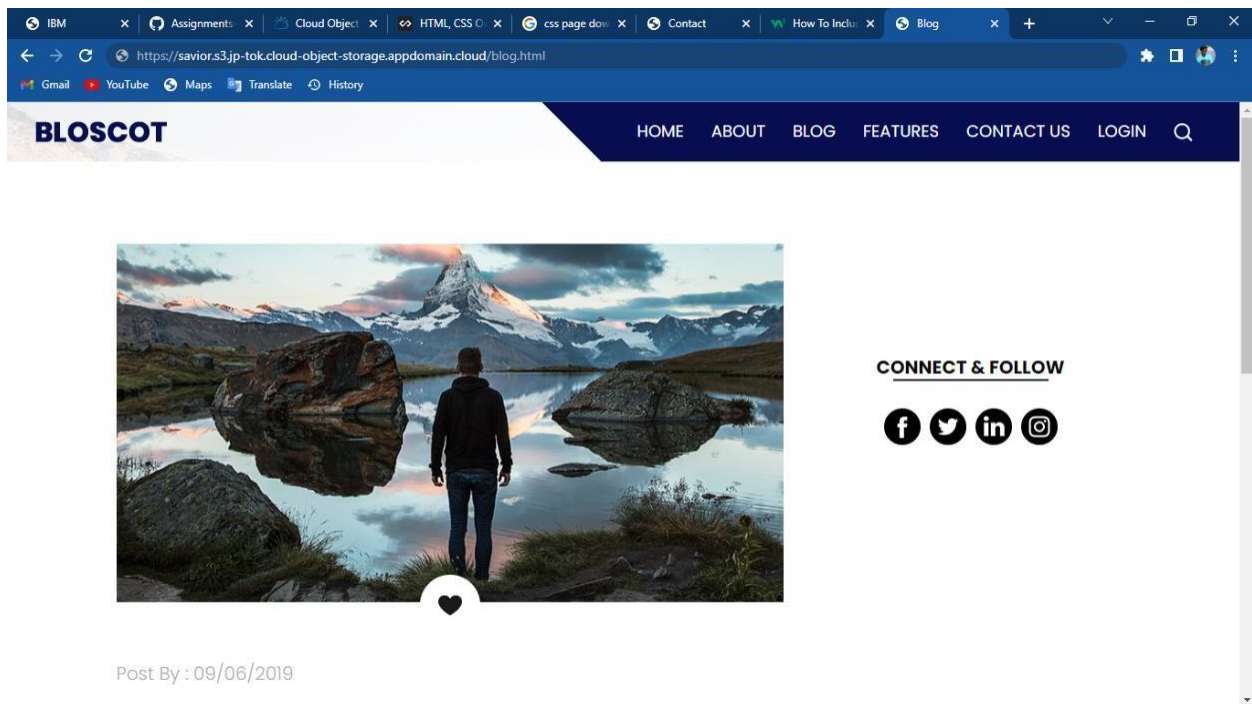 IBM Assignments- Cloud Object HTML, CSS O css page dow Contact How To Inclu Blog
https://savior.s3.jp-tok.cloud-object-storage.appdomain.cloud/blog.html
Gmail YouTube Maps Translate History
BLOSCOT HOME ABOUT BLOG FEATURES CONTACT US LOGIN
CONNECT & FOLLOW
Post By : 09/06/2019